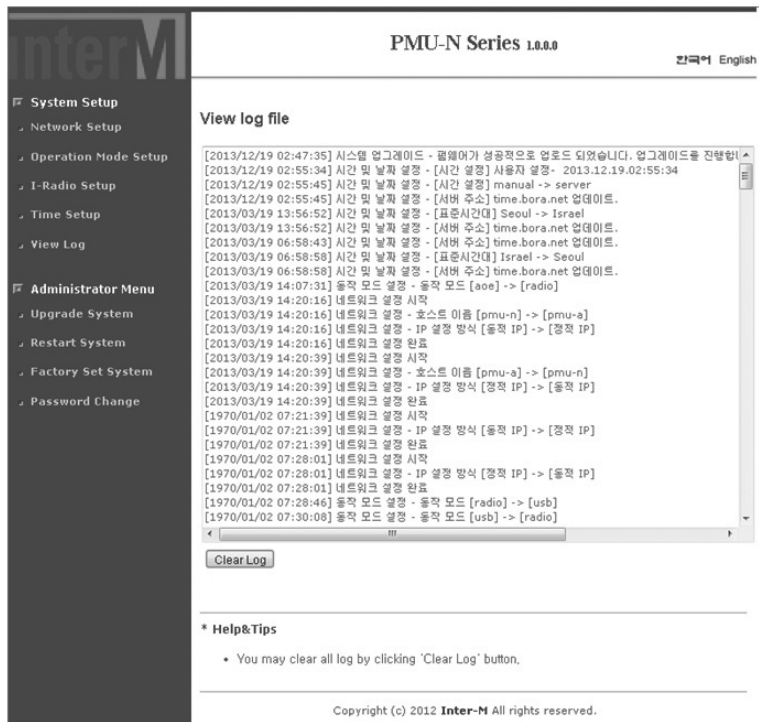 interM
PMU-N Series 1.0.0.0
한국어 English
System Setup
Network Setup
Operation Mode Setup
I-Radio Setup
Time Setup
View Log
Administrator Menu
Upgrade System
Restart System
Factory Set System
Password Change
View log file
[2013/12/19 02:47:35] 시스템 업그레이드 - 펌웨어가 성공적으로 업로드 되었습니다. 업그레이드를 진행합니
[2013/12/19 02:55:34] 시간 및 날짜 설정 - [시간 설정] 사용자 설정- 2013.12.19.02:55:34
[2013/12/19 02:55:45] 시간 및 날짜 설정 - [시간 설정] manual -> server
[2013/12/19 02:55:45] 시간 및 날짜 설정 - [서버 주소] time.bora.net 업데이트.
[2013/03/19 13:56:52] 시간 및 날짜 설정 - [표준시간대] Seoul -> Israel
[2013/03/19 13:56:52] 시간 및 날짜 설정 - [서버 주소] time.bora.net 업데이트.
[2013/03/19 06:58:43] 시간 및 날짜 설정 - [서버 주소] time.bora.net 업데이트.
[2013/03/19 06:58:58] 시간 및 날짜 설정 - [표준시간대] Israel -> Seoul
[2013/03/19 06:58:58] 시간 및 날짜 설정 - [서버 주소] time.bora.net 업데이트.
[2013/03/19 14:07:31] 동작 모드 설정 - 동작 모드 [aoe] -> [radio]
[2013/03/19 14:20:16] 네트워크 설정 시작
[2013/03/19 14:20:16] 네트워크 설정 - 호스트 이름 [pmu-n] -> [pmu-a]
[2013/03/19 14:20:16] 네트워크 설정 - IP 설정 방식 [동적 IP] -> [정적 IP]
[2013/03/19 14:20:16] 네트워크 설정 완료
[2013/03/19 14:20:39] 네트워크 설정 시작
[2013/03/19 14:20:39] 네트워크 설정 - 호스트 이름 [pmu-a] -> [pmu-n]
[2013/03/19 14:20:39] 네트워크 설정 - IP 설정 방식 [정적 IP] -> [동적 IP]
[2013/03/19 14:20:39] 네트워크 설정 완료
[1970/01/02 07:21:39] 네트워크 설정 시작
[1970/01/02 07:21:39] 네트워크 설정 - IP 설정 방식 [동적 IP] -> [정적 IP]
[1970/01/02 07:21:39] 네트워크 설정 완료
[1970/01/02 07:28:01] 네트워크 설정 시작
[1970/01/02 07:28:01] 네트워크 설정 - IP 설정 방식 [정적 IP] -> [동적 IP]
[1970/01/02 07:28:01] 네트워크 설정 완료
[1970/01/02 07:28:46] 동작 모드 설정 - 동작 모드 [radio] -> [usb]
[1970/01/02 07:30:08] 동작 모드 설정 - 동작 모드 [usb] -> [radio]
Clear Log
* Help&Tips
• You may clear all log by clicking 'Clear Log' button.
Copyright (c) 2012 Inter-M All rights reserved.